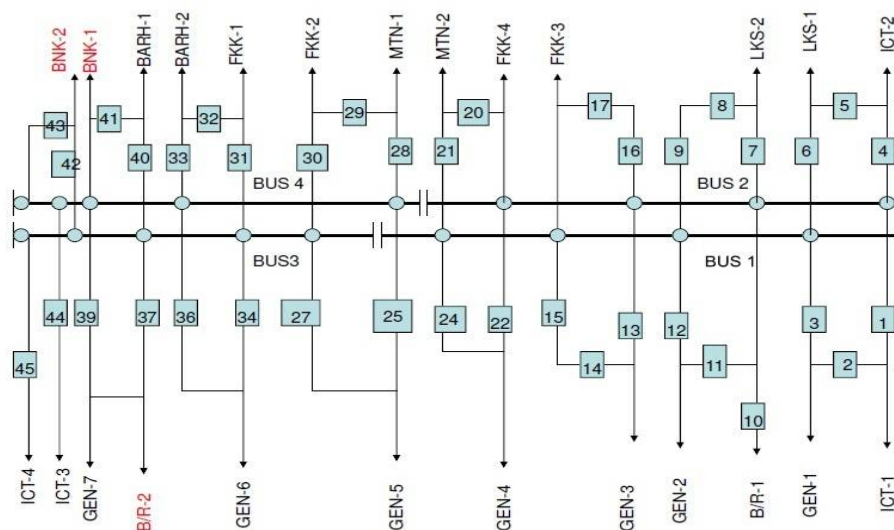 BNK-2
BNK-1
BARH-1
BARH-2
FKK-1
FKK-2
MTN-1
MTN-2
FKK-4
FKK-3
LKS-2
LKS-1
ICT-2
43
41
32
29
20
17
8
5
42
40
33
31
30
28
21
16
9
7
6
4
BUS 4
BUS 2
BUS3
BUS 1
44
39
37
36
34
27
25
24
22
15
13
12
3
1
45
14
11
2
10
ICT-4
ICT-3
GEN-7
B/R-2
GEN-6
GEN-5
GEN-4
GEN-3
GEN-2
B/R-1
GEN-1
ICT-1